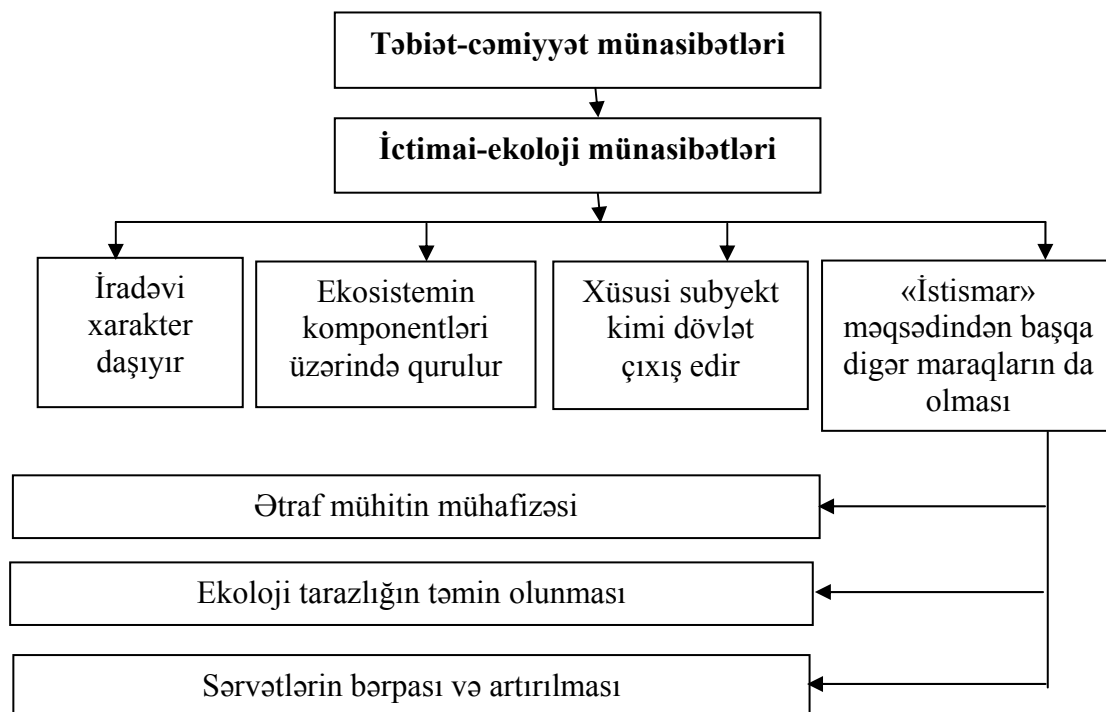 Təbiət-cəmiyyət münasibətləri
İctimai-ekoloji münasibətləri
İradəvi
xarakter
daşıyır
Ekosistemin
komponentləri
üzərində qurulur
Xüsusi subyekt
kimi dövlət
çıxış edir
«İstismar»
məqsədindən başqa
digər maraqların da
olması
Ətraf mühitin mühafizəsi
Ekoloji tarazlığın təmin olunması
Sərvətlərin bərpası və artırılması